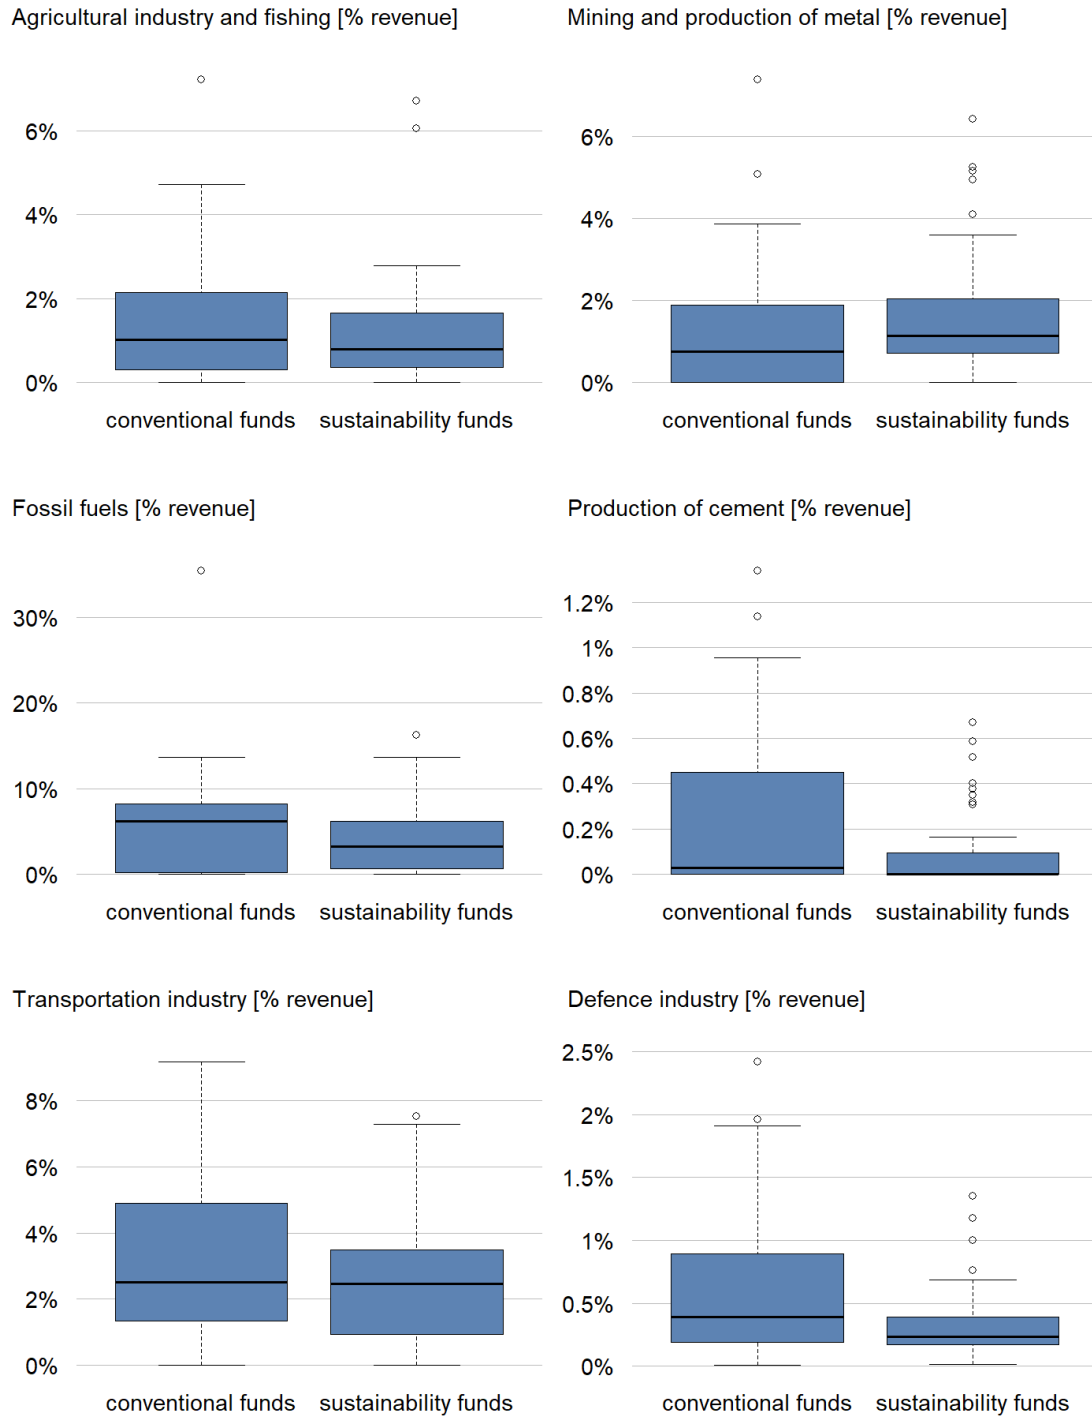 Agricultural industry and fishing [% revenue]
6%
4%
2%
0%
conventional funds
sustainability funds
Mining and production of metal [% revenue]
6%
4%
2%
0%
conventional funds
sustainability funds
Fossil fuels [% revenue]
30%
20%
10%
0%
conventional funds
sustainability funds
Production of cement [% revenue]
1.2%
1%
0.8%
0.6%
0.4%
0.2%
0%
conventional funds
sustainability funds
Transportation industry [% revenue]
8%
6%
4%
2%
0%
conventional funds
sustainability funds
Defence industry [% revenue]
2.5%
2%
1.5%
1%
0.5%
0%
conventional funds
sustainability funds